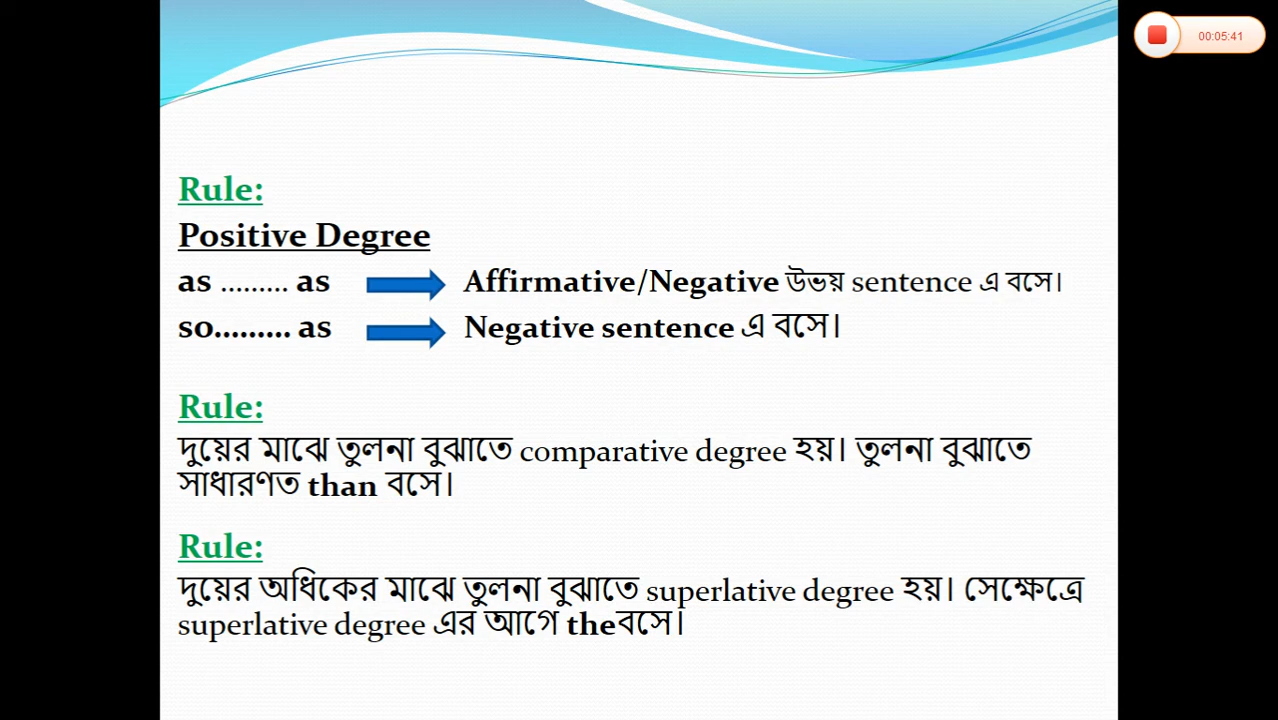 00:05:41
Rule:
Positive Degree
as ......... as Affirmative/Negative উভয় sentence এ বসে।
so......... as Negative sentence এ বসে।
Rule:
দুয়ের মাঝে তুলনা বুঝাতে comparative degree হয়। তুলনা বুঝাতে
সাধারণত than বসে।
Rule:
দুয়ের অধিকের মাঝে তুলনা বুঝাতে superlative degree হয়। সেক্ষেত্রে
superlative degree এর আগে theবসে।